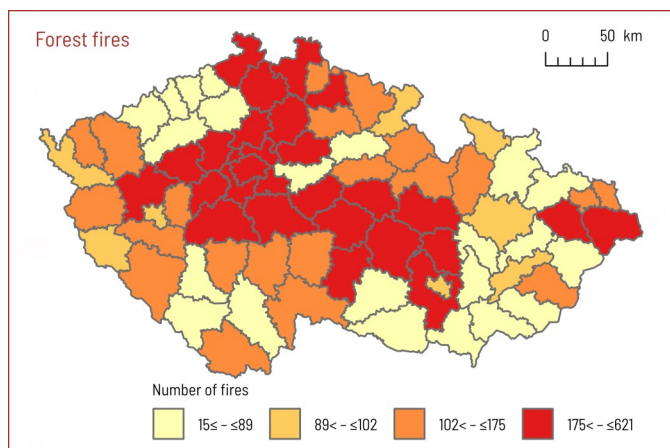 Forest fires
0 50 km
Number of fires
15≤ - ≤89 89< - ≤102 102< - ≤175 175< - ≤621